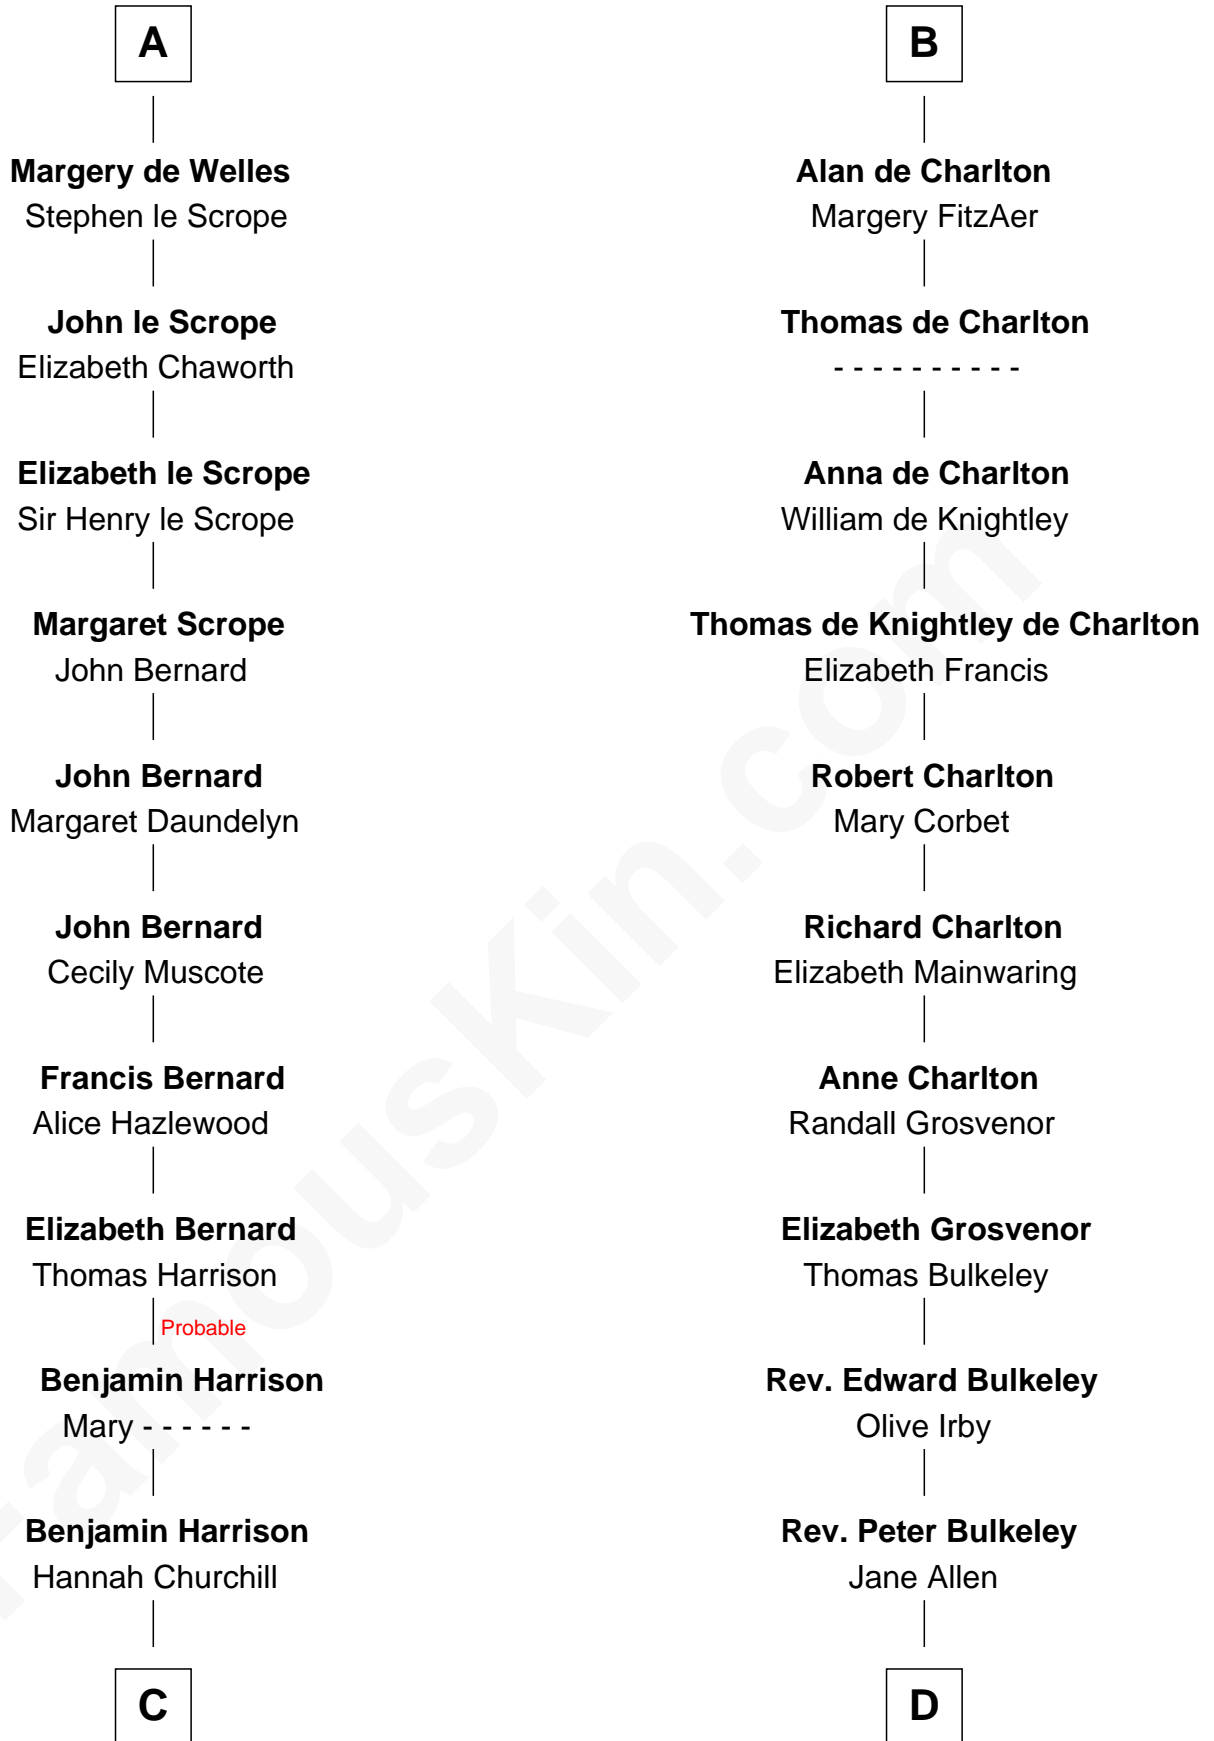 A
Margery de Welles
Stephen le Scrope
John le Scrope
Elizabeth Chaworth
Elizabeth le Scrope
Sir Henry le Scrope
Margaret Scrope
John Bernard
John Bernard
Margaret Daundelyn
John Bernard
Cecily Muscote
Francis Bernard
Alice Hazlewood
Elizabeth Bernard
Thomas Harrison
Probable
Benjamin Harrison
Mary - - - - - -
Benjamin Harrison
Hannah Churchill
C
B
Alan de Charlton
Margery FitzAer
Thomas de Charlton
- - - - - - - - - -
Anna de Charlton
William de Knightley
Thomas de Knightley de Charlton
Elizabeth Francis
Robert Charlton
Mary Corbet
Richard Charlton
Elizabeth Mainwaring
Anne Charlton
Randall Grosvenor
Elizabeth Grosvenor
Thomas Bulkeley
Rev. Edward Bulkeley
Olive Irby
Rev. Peter Bulkeley
Jane Allen
D
FamousKin.com